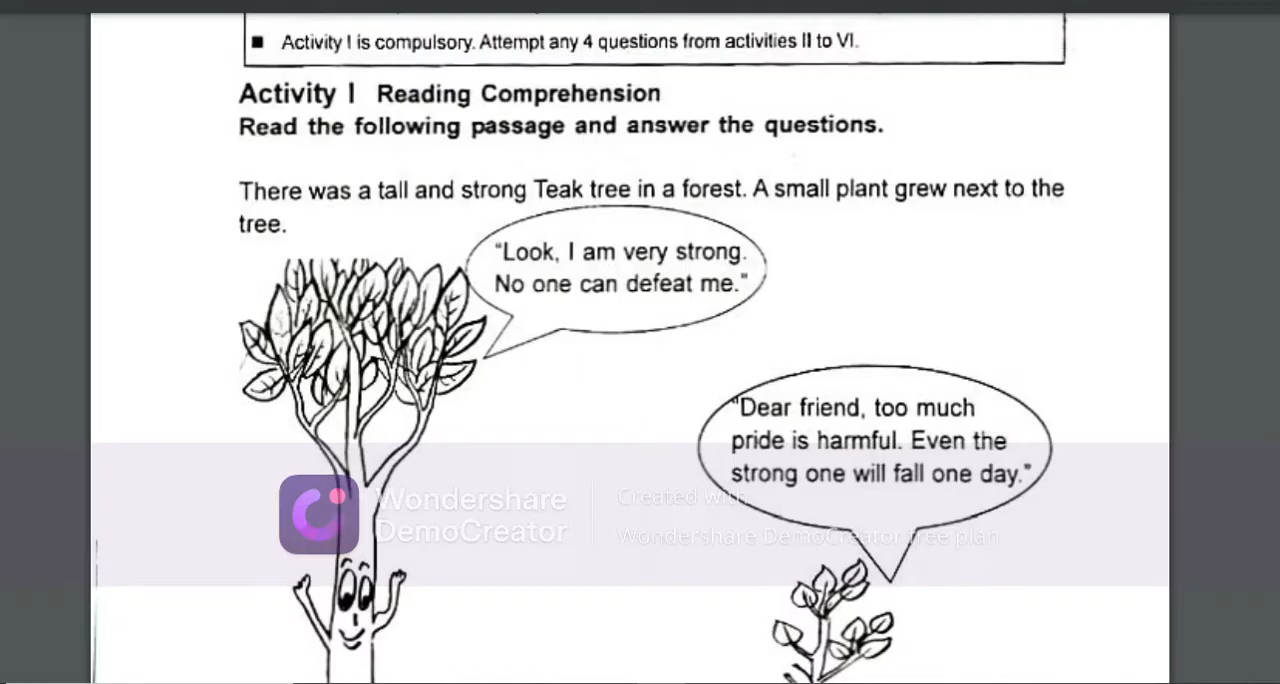 ■ Activity I is compulsory. Attempt any 4 questions from activities II to VI.
Activity I Reading Comprehension
Read the following passage and answer the questions.
There was a tall and strong Teak tree in a forest. A small plant grew next to the
tree.
"Look, I am very strong.
No one can defeat me."
"Dear friend, too much
pride is harmful. Even the
strong one will fall one day."
Wondershare
DemoCreator
Created with
Wondershare DemoCreator free plan